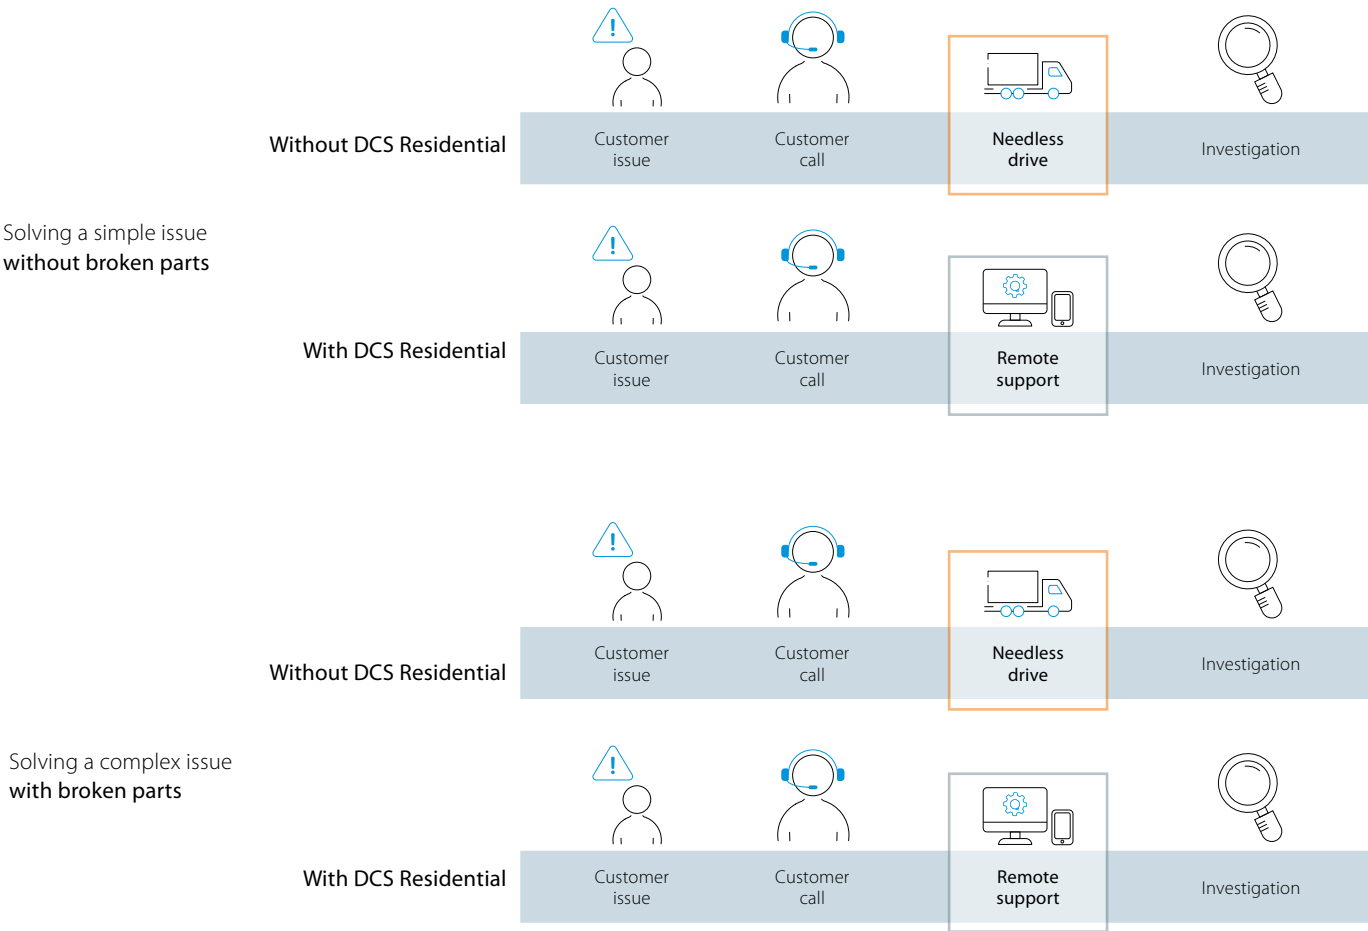 Without DCS Residential
Customer
issue
Customer
call
Needless
drive
Investigation
Solving a simple issue
without broken parts
With DCS Residential
Customer
issue
Customer
call
Remote
support
Investigation
Without DCS Residential
Customer
issue
Customer
call
Needless
drive
Investigation
Solving a complex issue
with broken parts
With DCS Residential
Customer
issue
Customer
call
Remote
support
Investigation